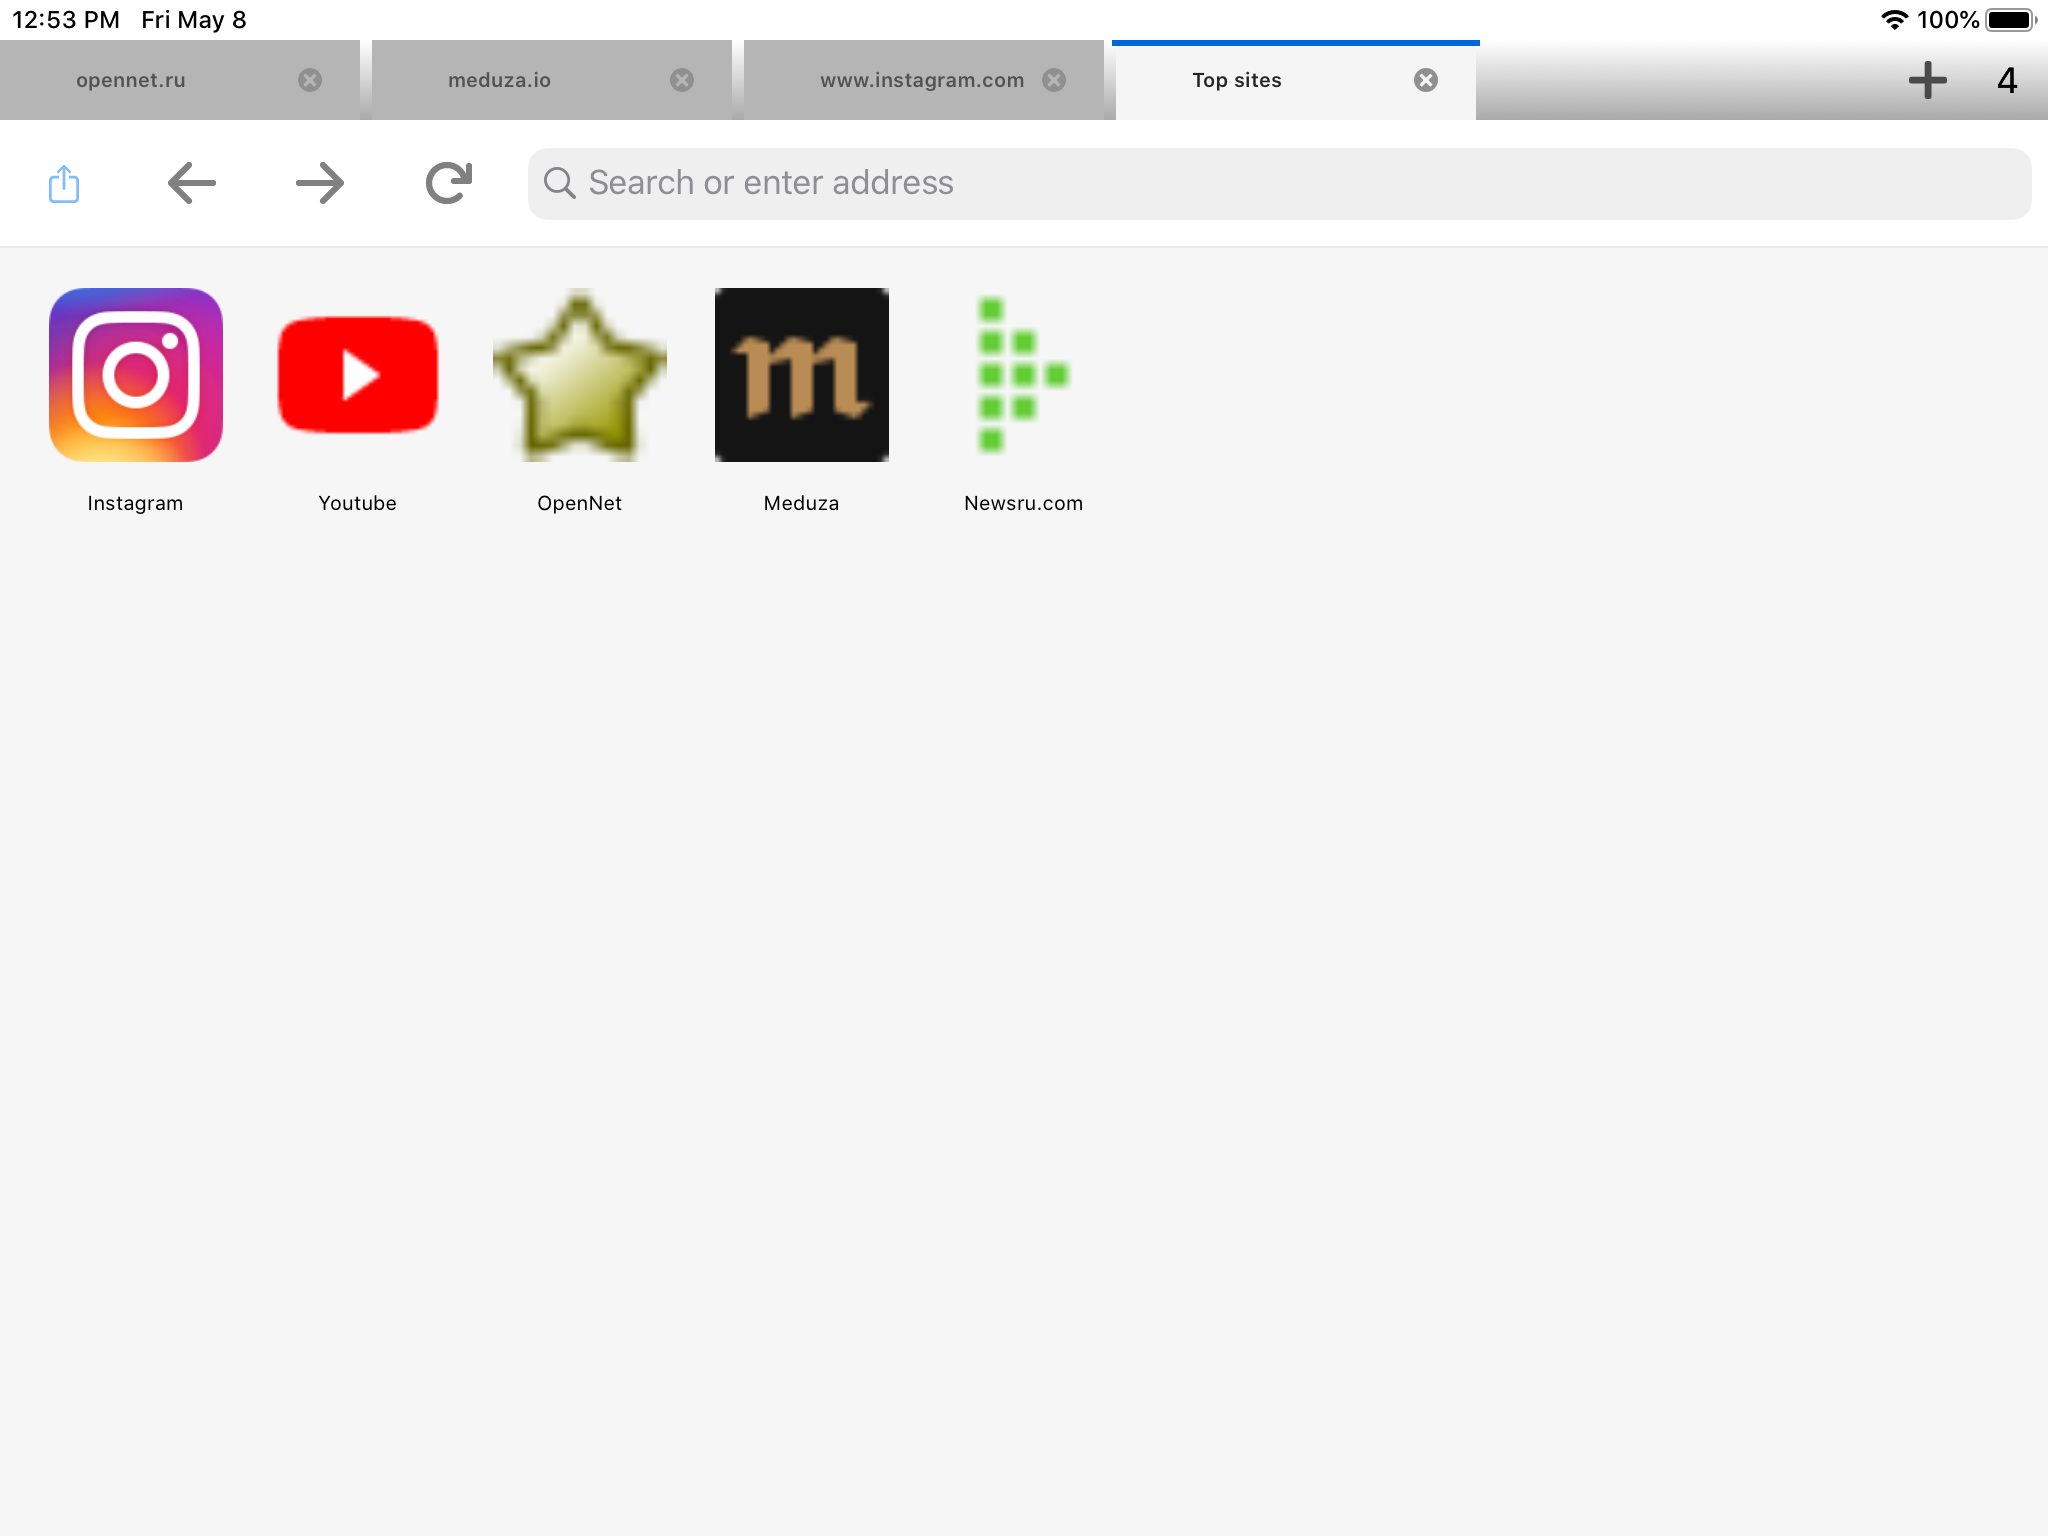 12:53 PM Fri May 8 100%
opennet.ru meduza.io www.instagram.com Top sites 4
Search or enter address
m
Instagram Youtube OpenNet Meduza Newsru.com